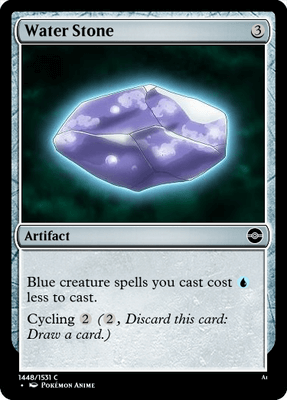 Water Stone 3
Artifact
Blue creature spells you cast cost
less to cast.
Cycling 2 (2, Discard this card:
Draw a card.)
1448/1531 C
Pokémon Anime